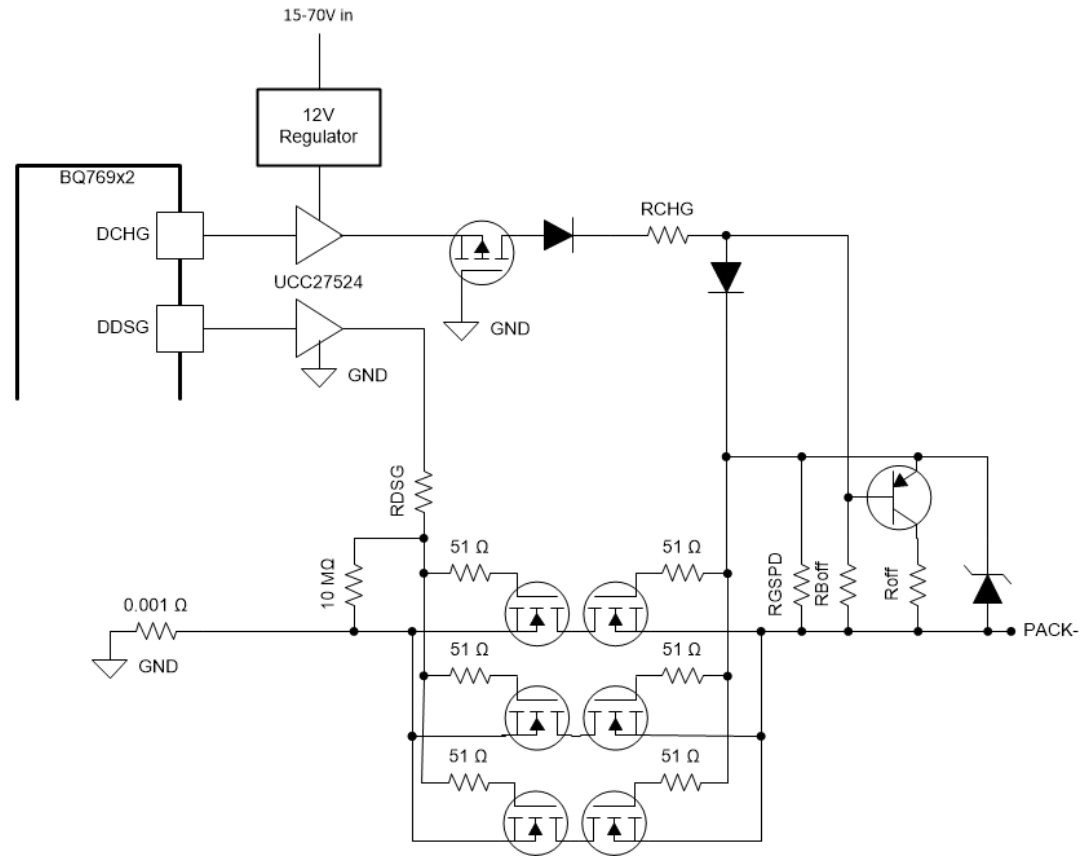 15-70V in
12V
Regulator
BQ769x2
DCHG
RCHG
UCC27524
GND
DDSG
GND
RDSG
51 Ω
51 Ω
10 MΩ
RGSPD
RBoff
Roff
0.001 Ω
PACK-
GND
51 Ω
51 Ω
51 Ω
51 Ω